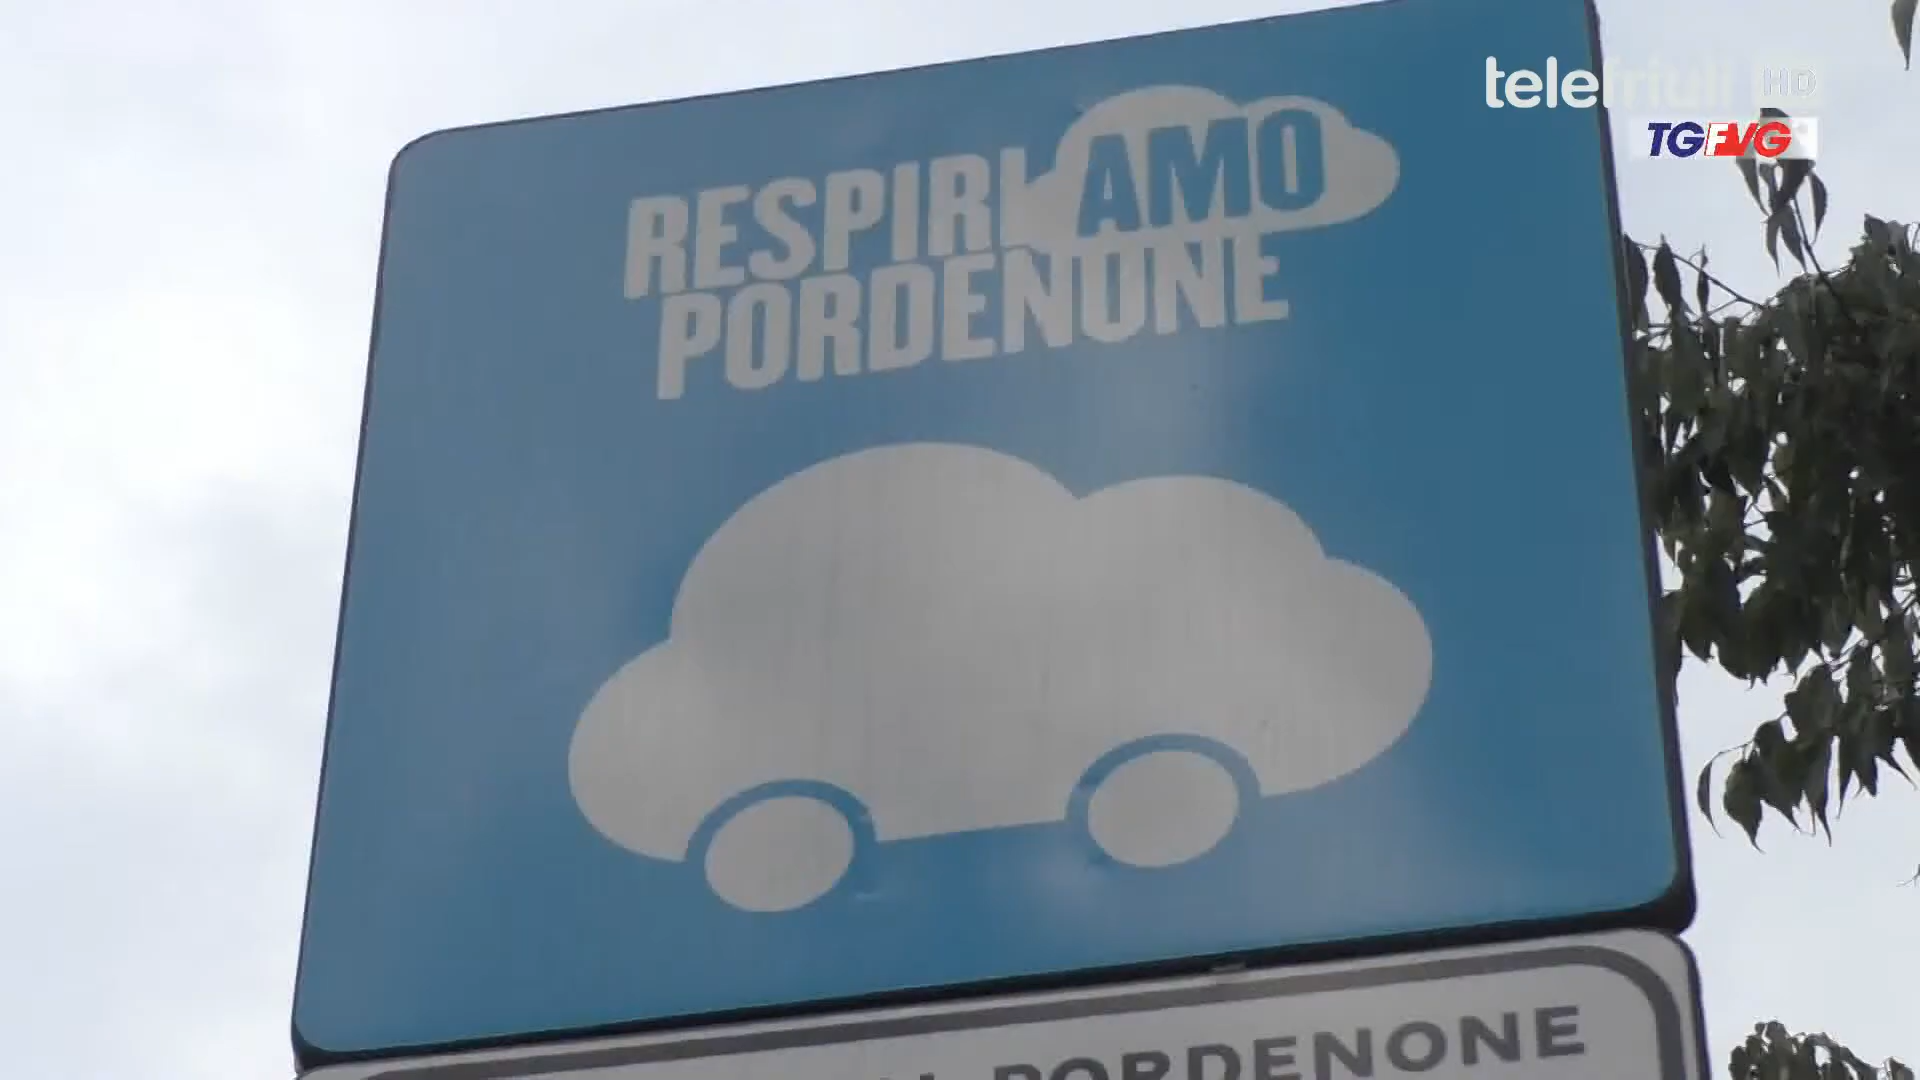 telefriuli HD
TGFVG
RESPIRIAMO
PORDENONE
PORDENONE